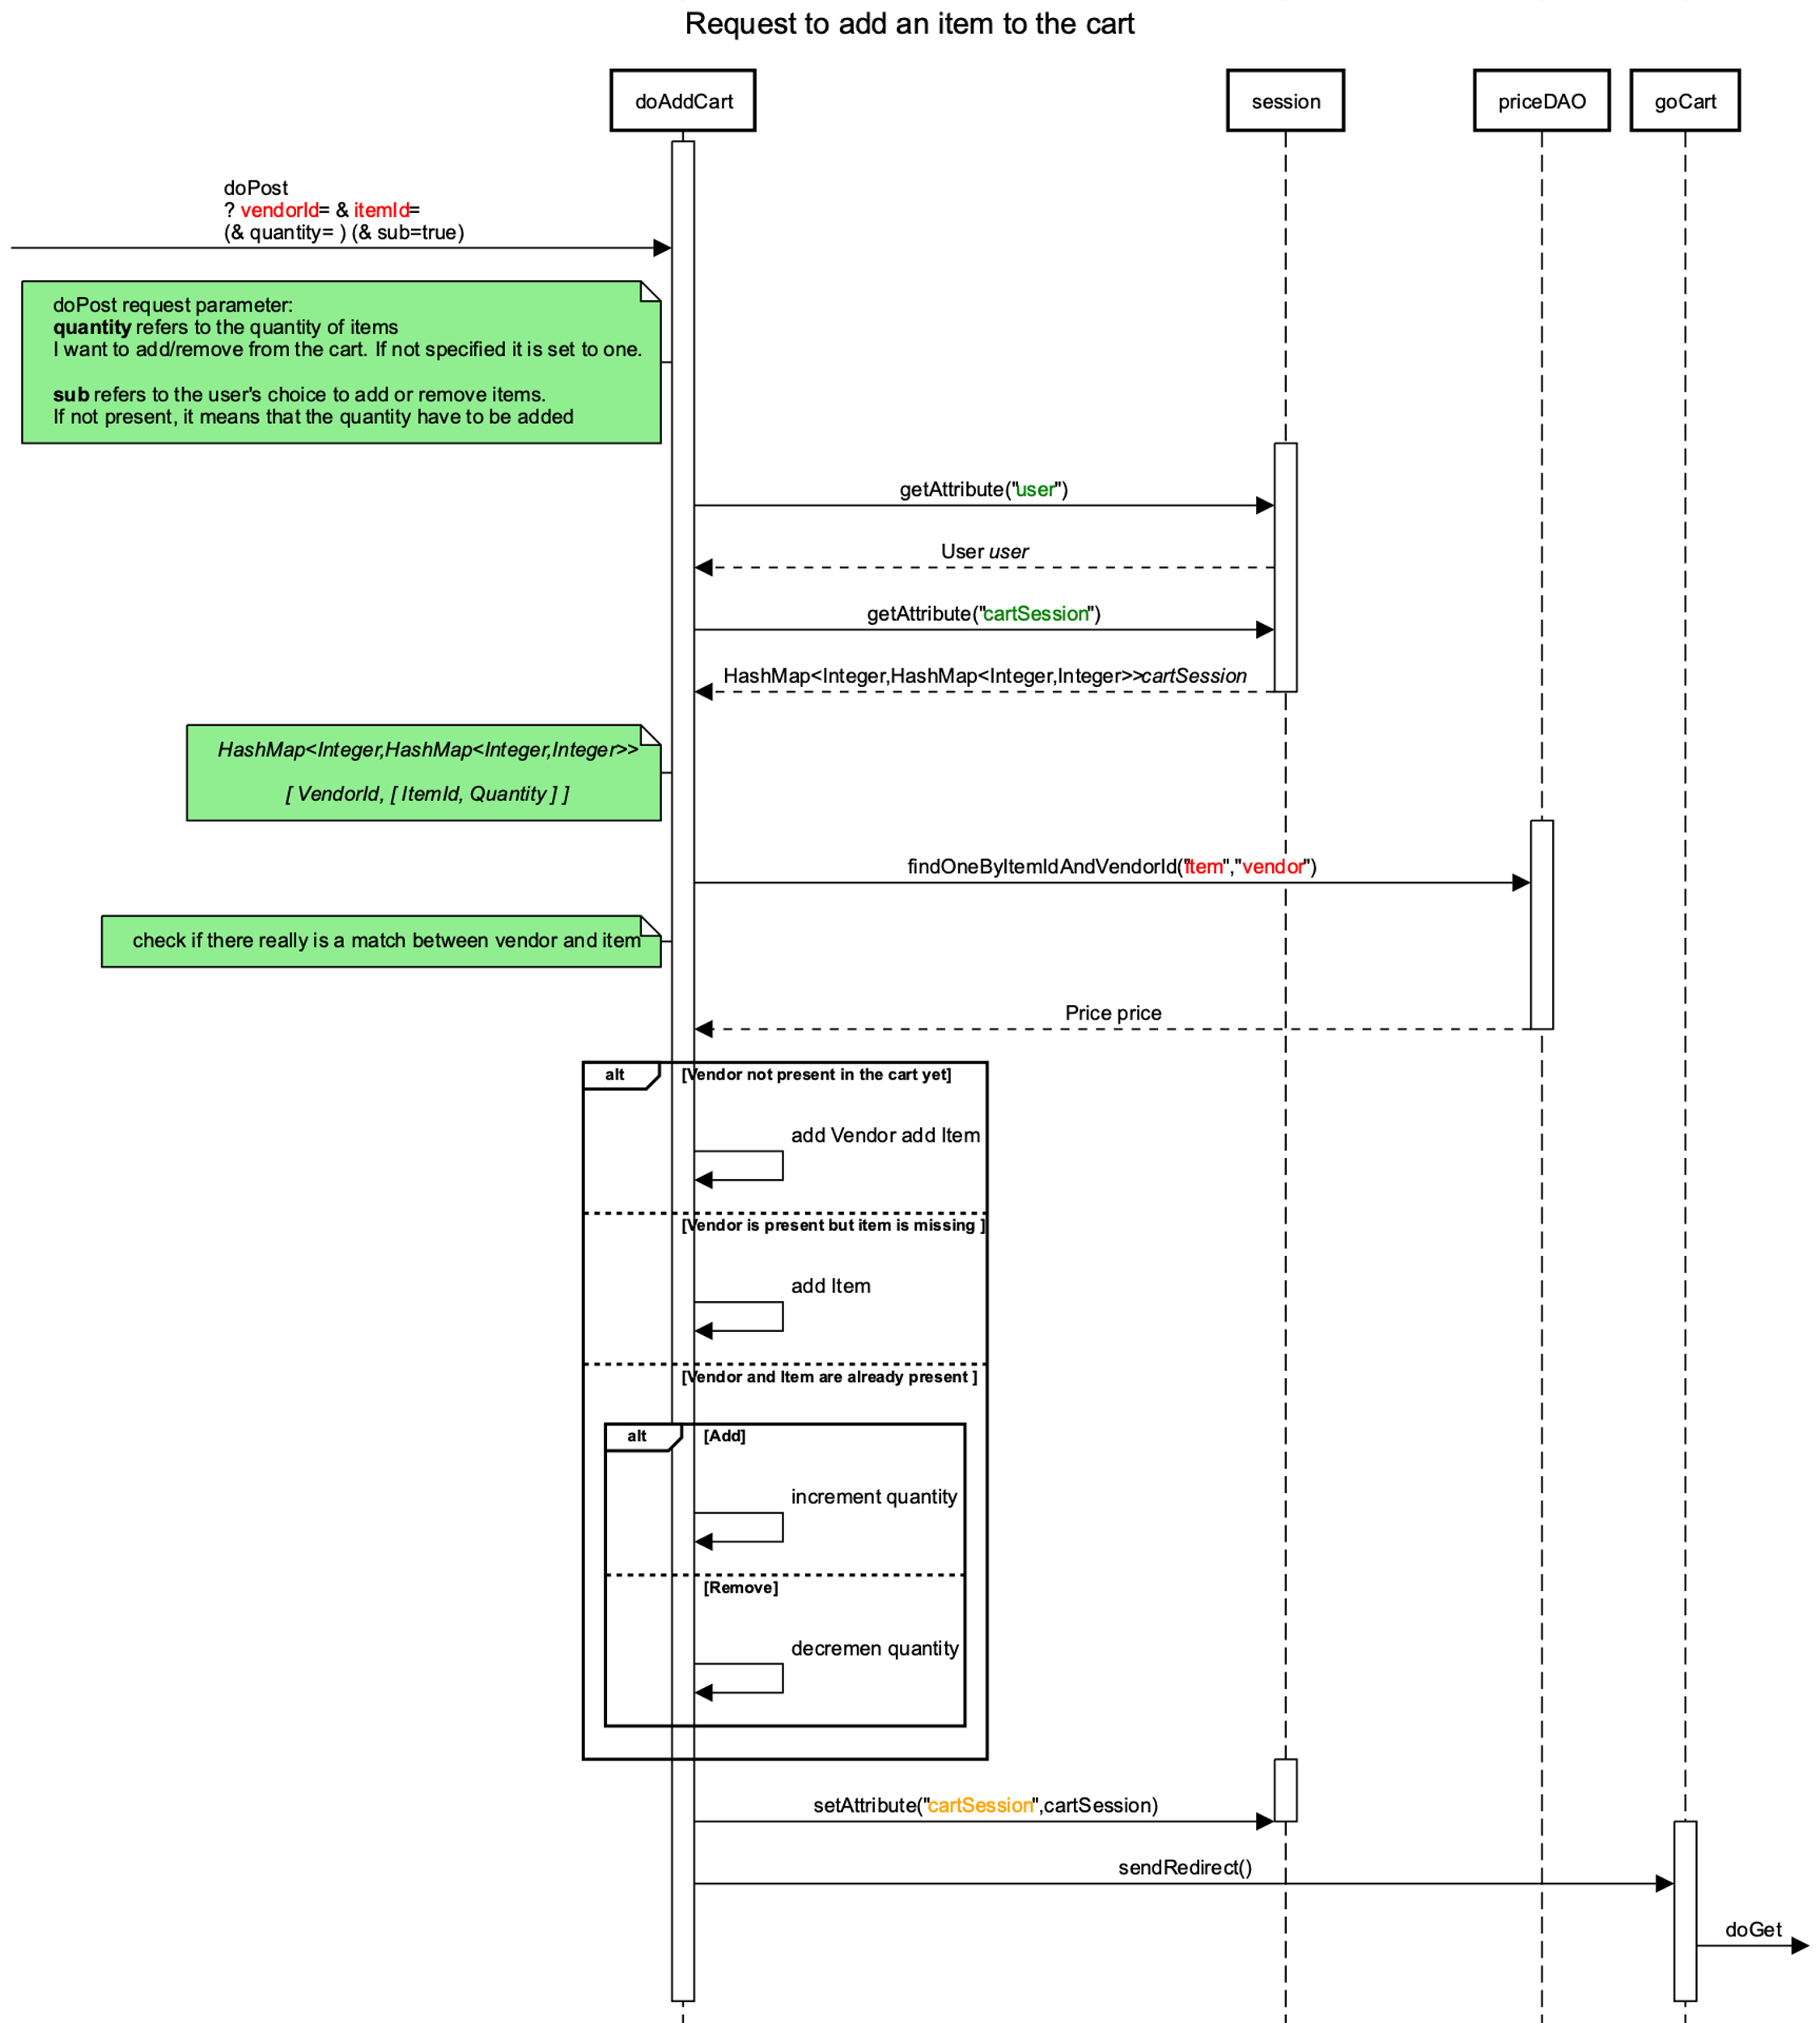 Request to add an item to the cart
doAddCart
session
priceDAO
goCart
doPost
? vendorId= & itemId=
(& quantity= ) (& sub=true)
doPost request parameter:
quantity refers to the quantity of items
I want to add/remove from the cart. If not specified it is set to one.
sub refers to the user's choice to add or remove items.
If not present, it means that the quantity have to be added
getAttribute("user")
User user
getAttribute("cartSession")
HashMap<Integer,HashMap<Integer,Integer>>cartSession
HashMap<Integer,HashMap<Integer,Integer>>
[ VendorId, [ ItemId, Quantity ] ]
findOneByItemIdAndVendorId("item","vendor")
check if there really is a match between vendor and item
Price price
alt [Vendor not present in the cart yet]
add Vendor add Item
[Vendor is present but item is missing ]
add Item
[Vendor and Item are already present ]
alt [Add]
increment quantity
[Remove]
decremen quantity
setAttribute("cartSession",cartSession)
sendRedirect()
doGet